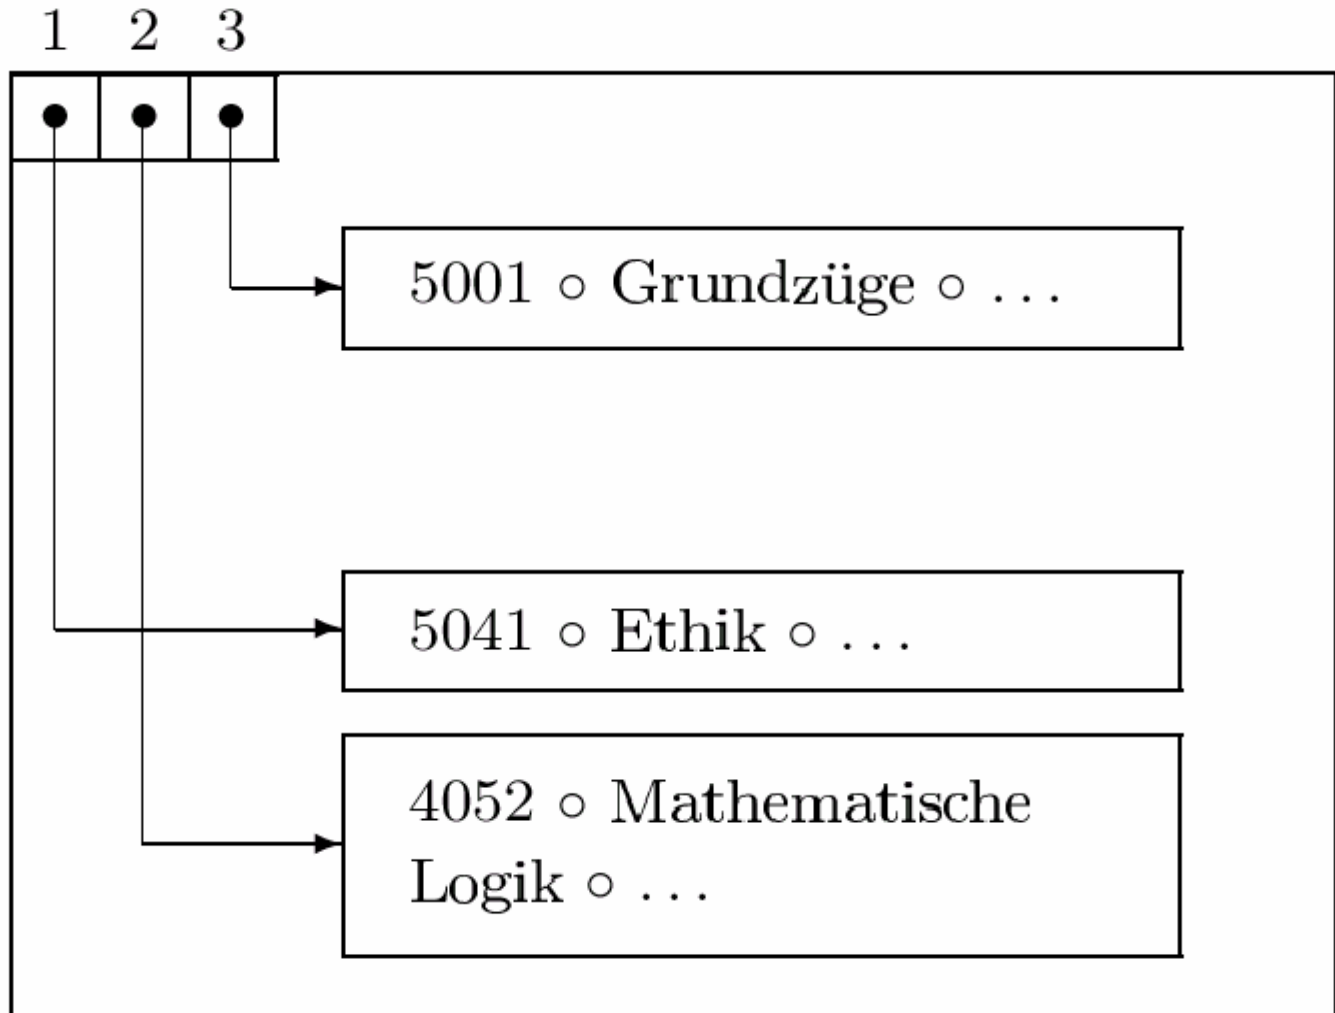 1 2 3
5001 ∘ Grundzüge ∘ ...
5041 ∘ Ethik ∘ ...
4052 ∘ Mathematische
Logik ∘ ...